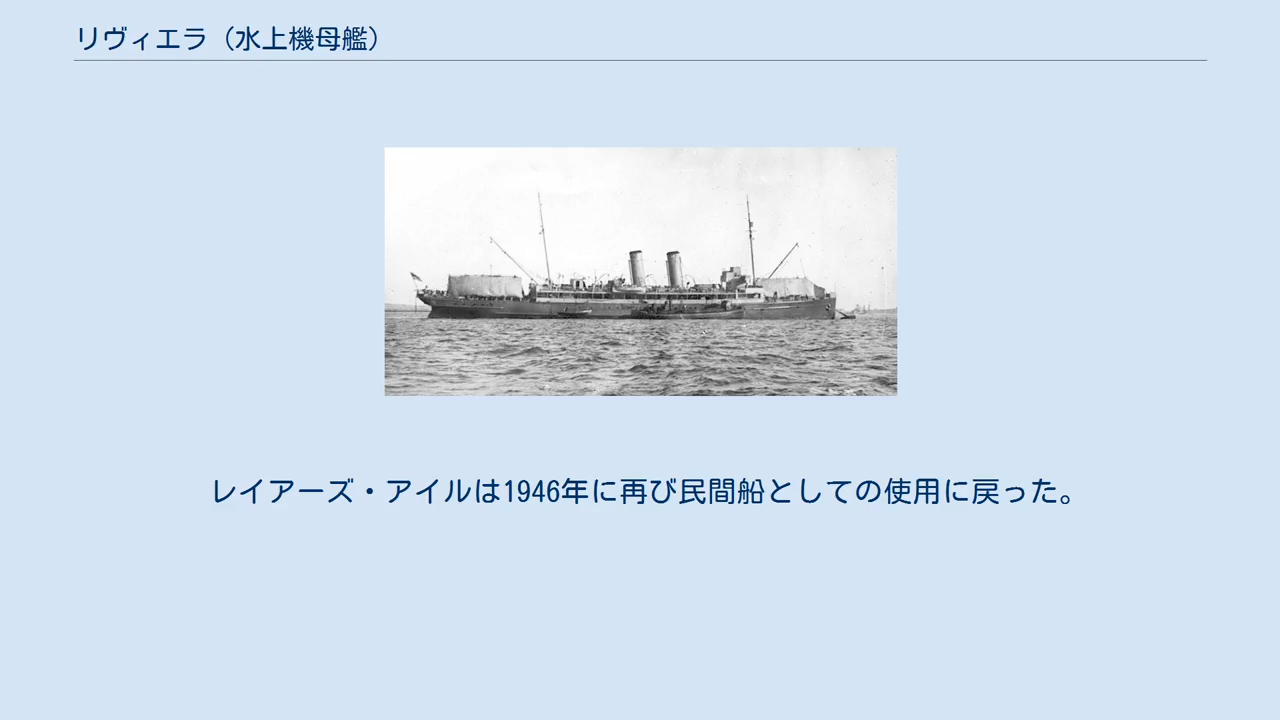 リヴィエラ（水上機母艦）
レイアーズ・アイルは1946年に再び民間船としての使用に戻った。